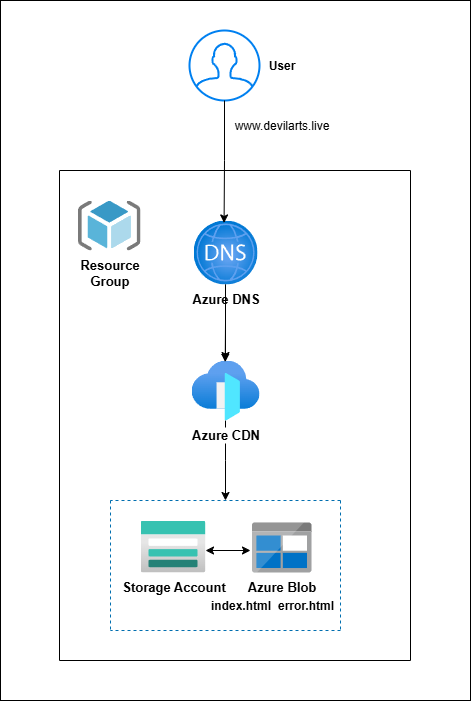 User
www.devilarts.live
Resource
Group
DNS
Azure DNS
Azure CDN
Storage Account
Azure Blob
index.html error.html